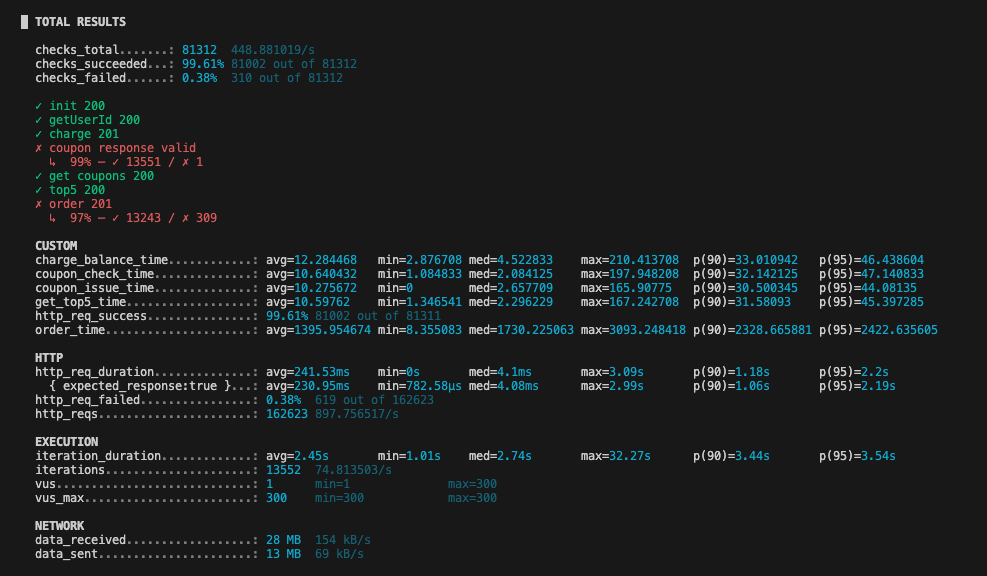 TOTAL RESULTS
checks_total.......: 81312 448.881019/s
checks_succeeded...: 99.61% 81002 out of 81312
checks_failed......: 0.38% 310 out of 81312
✓ init 200
✓ getUserId 200
✓ charge 201
✗ coupon response valid
↳ 99% — ✓ 13551 / ✗ 1
✓ get coupons 200
✓ top5 200
✗ order 201
↳ 97% — ✓ 13243 / ✗ 309
CUSTOM
charge_balance_time............: avg=12.284468 min=2.876708 med=4.522833 max=210.413708 p(90)=33.010942 p(95)=46.438604
coupon_check_time..............: avg=10.640432 min=1.084833 med=2.084125 max=197.948208 p(90)=32.142125 p(95)=47.140833
coupon_issue_time..............: avg=10.275672 min=0 med=2.657709 max=165.90775 p(90)=30.500345 p(95)=44.08135
get_top5_time..................: avg=10.59762 min=1.346541 med=2.296229 max=167.242708 p(90)=31.58093 p(95)=45.397285
http_req_success...............: 99.61% 81002 out of 81311
order_time.....................: avg=1395.954674 min=8.355083 med=1730.225063 max=3093.248418 p(90)=2328.665881 p(95)=2422.635605
HTTP
http_req_duration..............: avg=241.53ms min=0s med=4.1ms max=3.09s p(90)=1.18s p(95)=2.2s
{ expected_response:true }...: avg=230.95ms min=782.58µs med=4.08ms max=2.99s p(90)=1.06s p(95)=2.19s
http_req_failed................: 0.38% 619 out of 162623
http_reqs......................: 162623 897.756517/s
EXECUTION
iteration_duration.............: avg=2.45s min=1.01s med=2.74s max=32.27s p(90)=3.44s p(95)=3.54s
iterations.....................: 13552 74.813503/s
vus............................: 1 min=1 max=300
vus_max........................: 300 min=300 max=300
NETWORK
data_received..................: 28 MB 154 kB/s
data_sent......................: 13 MB 69 kB/s